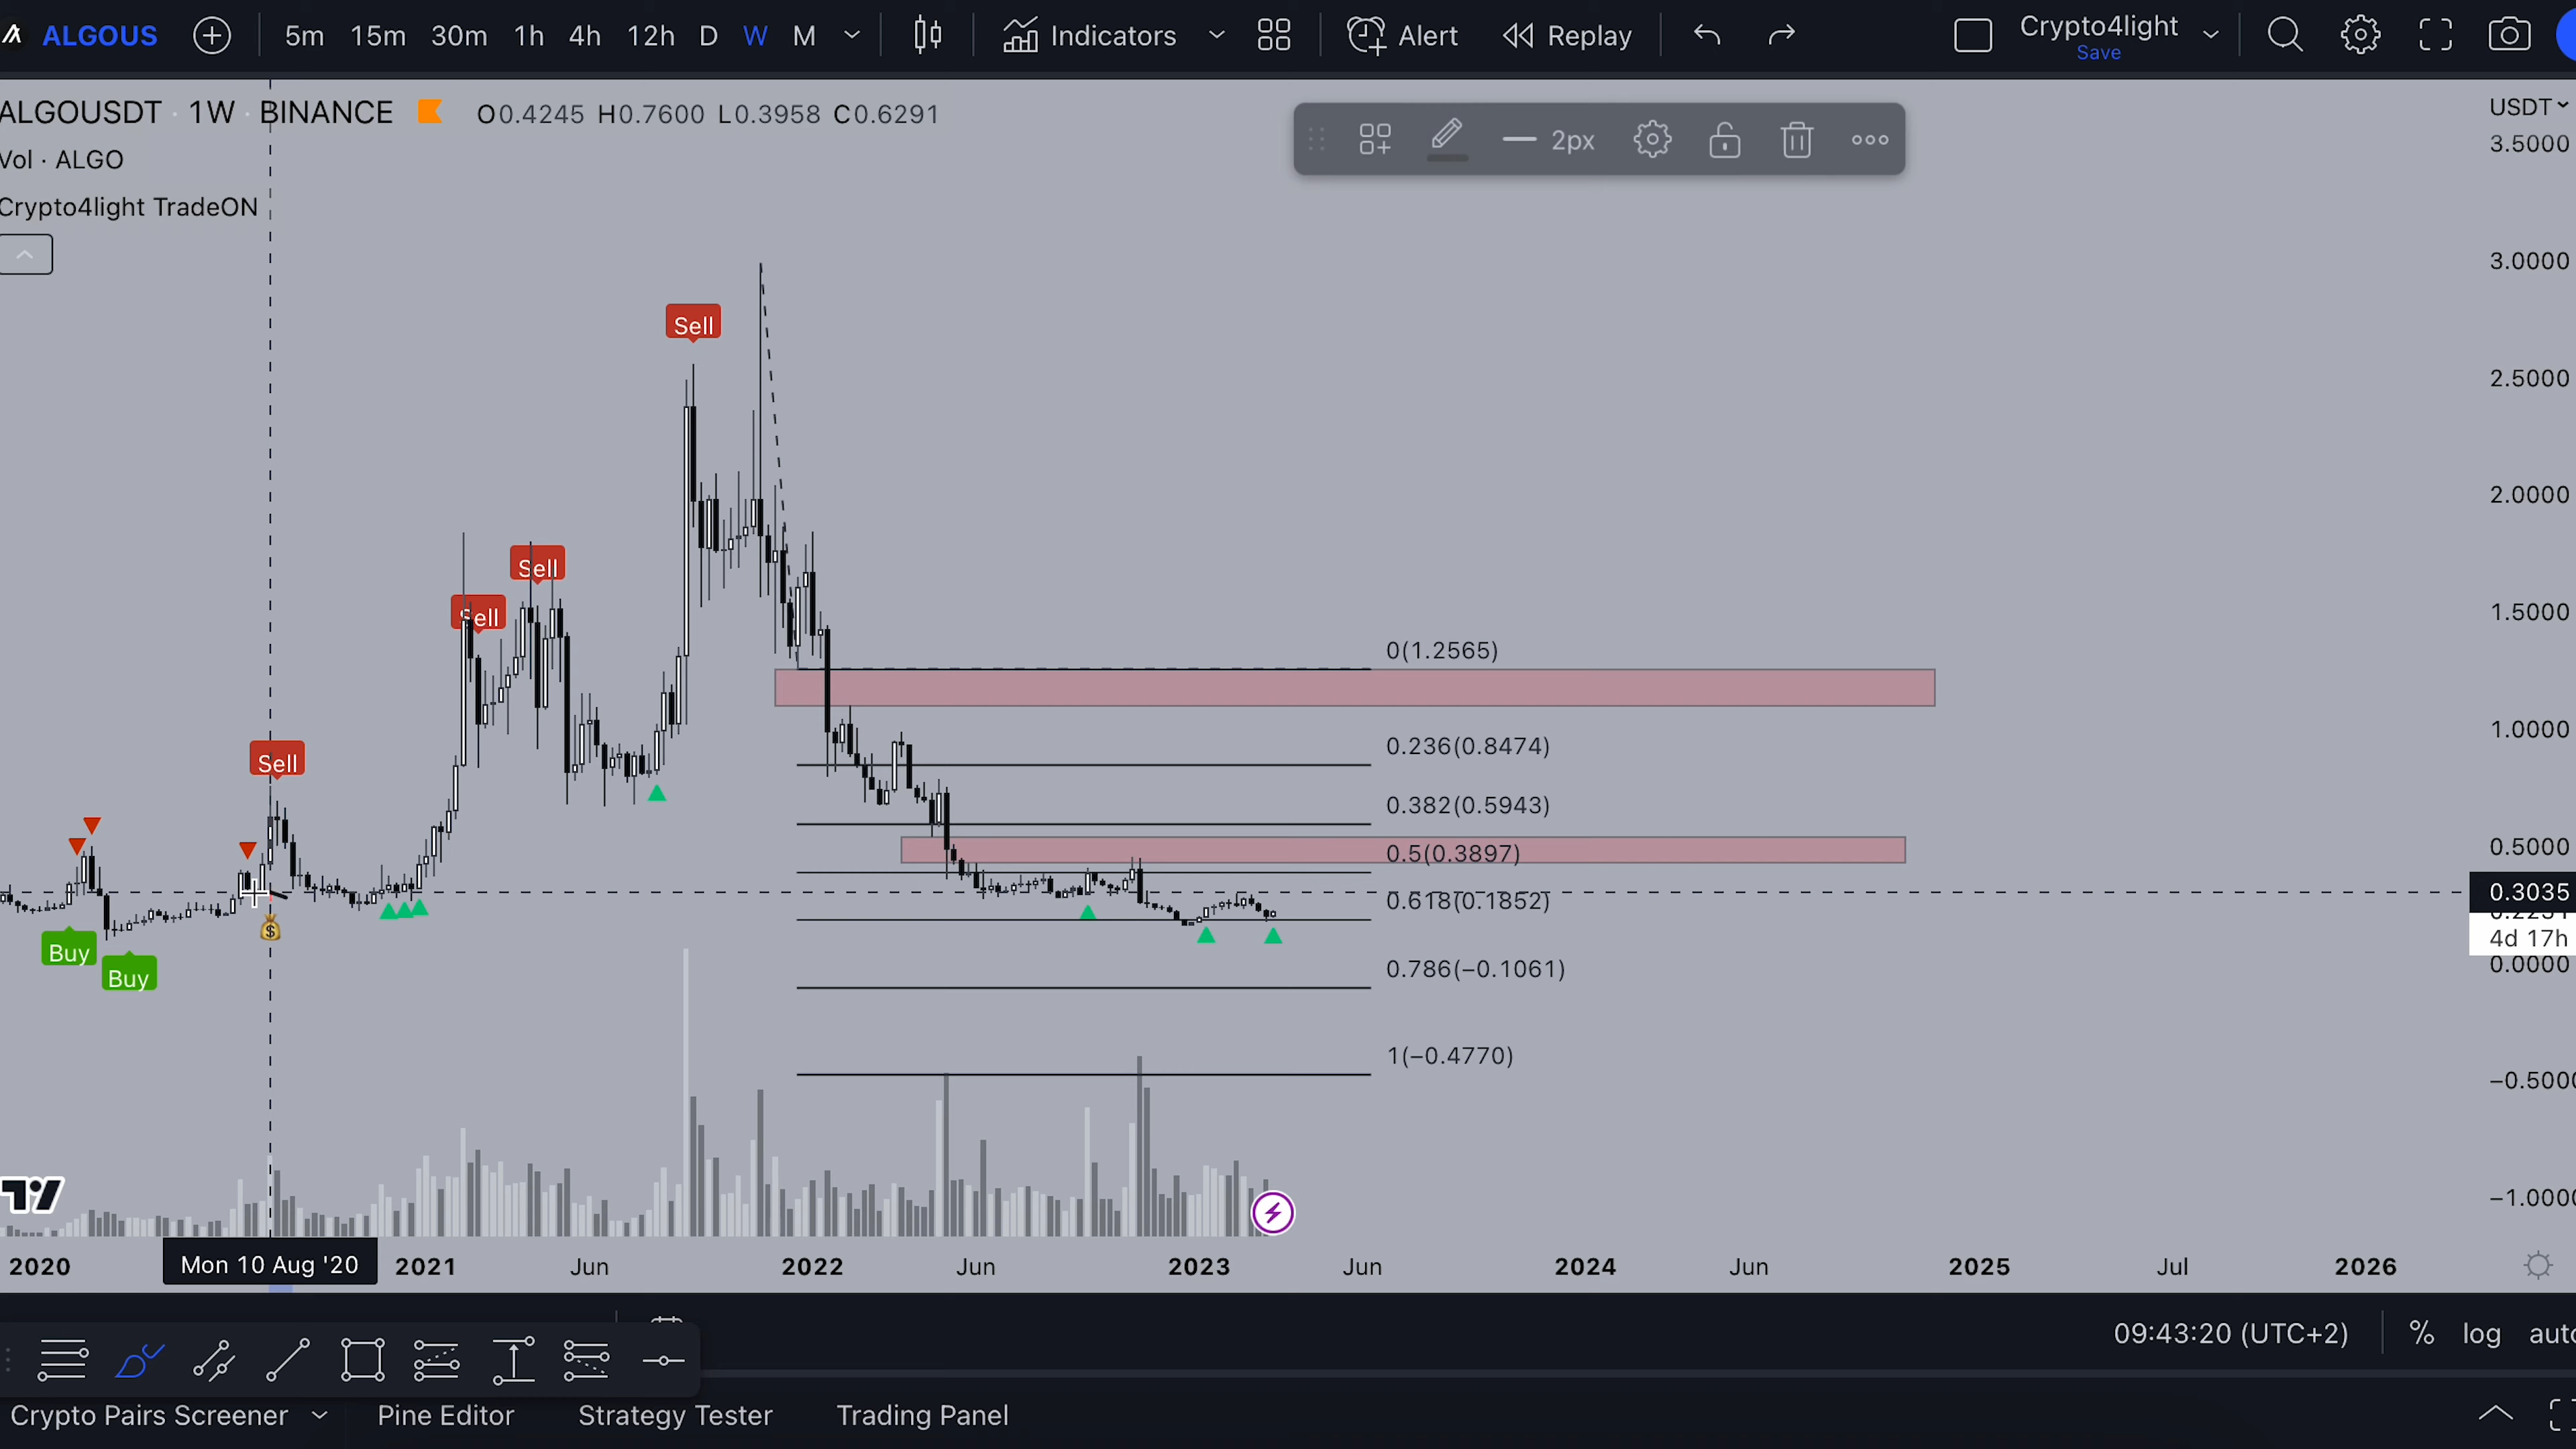 ALGOUS 5m 15m 30m 1h 4h 12h D W M Indicators Alert Replay Crypto4light
Save
ALGOUSDT · 1W · BINANCE O0.4245 H0.7600 L0.3958 C0.6291
2px
USDT
Vol · ALGO
Crypto4light TradeON
3.5000
3.0000
Sell
2.5000
2.0000
Sell
Sell
1.5000
0(1.2565)
1.0000
Sell
0.236(0.8474)
0.382(0.5943)
0.5000
0.5(0.3897)
0.3035
0.618(0.1852)
4d 17h
Buy
Buy
0.0000
0.786(−0.1061)
1(−0.4770)
−0.500
−1.0000
2020 Mon 10 Aug '20 2021 Jun 2022 Jun 2023 Jun 2024 Jun 2025 Jul 2026
09:43:20 (UTC+2) % log auto
Crypto Pairs Screener Pine Editor Strategy Tester Trading Panel